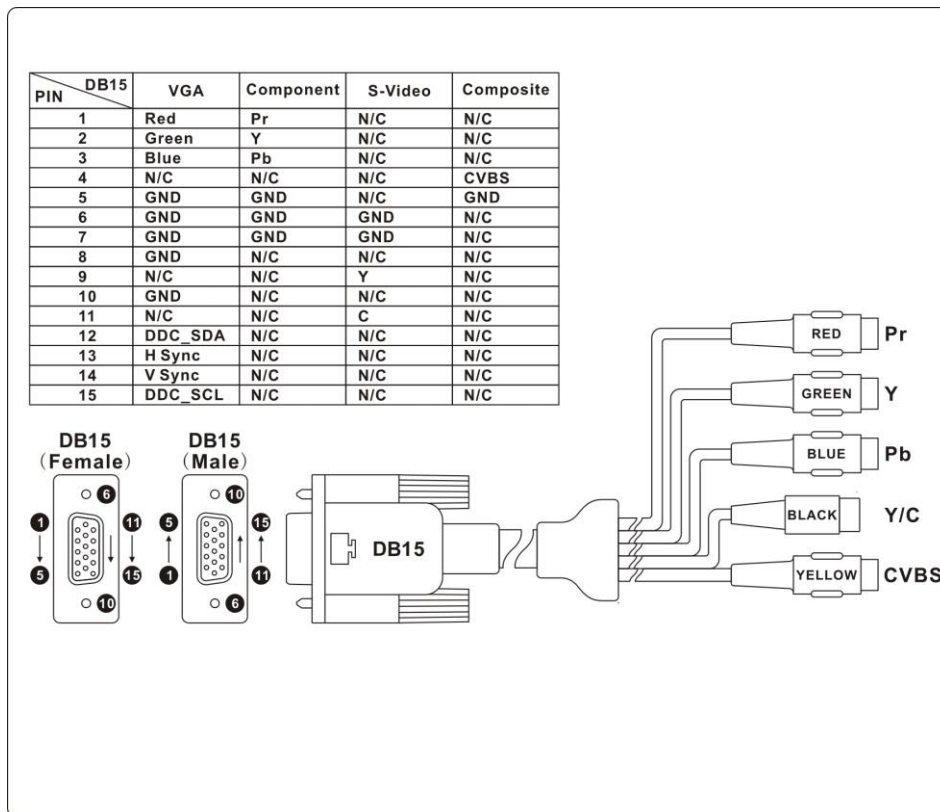 DB15
PIN VGA Component S-Video Composite
1 Red Pr N/C N/C
2 Green Y N/C N/C
3 Blue Pb N/C N/C
4 N/C N/C N/C CVBS
5 GND GND N/C GND
6 GND GND GND N/C
7 GND GND GND N/C
8 GND N/C N/C N/C
9 N/C N/C Y N/C
10 GND N/C N/C N/C
11 N/C N/C C N/C
12 DDC_SDA N/C N/C N/C
13 H Sync N/C N/C N/C
14 V Sync N/C N/C N/C
15 DDC_SCL N/C N/C N/C
RED Pr
GREEN Y
BLUE Pb
BLACK Y/C
YELLOW CVBS
DB15
(Female)
6
1 11
5 15
10
DB15
(Male)
10
5 15
1 11
6
DB15